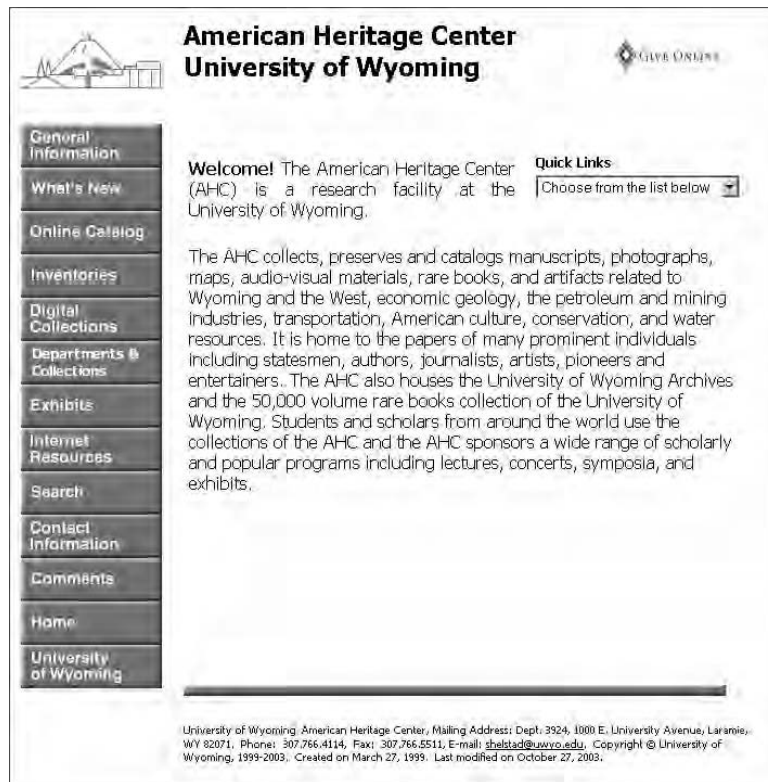 American Heritage Center
University of Wyoming
GIVE ONLINE
General
Information
What's New
Online Catalog
Inventories
Digital
Collections
Departments &
Collections
Exhibits
Internet
Resources
Search
Contact
Information
Comments
Home
University
of Wyoming
Welcome! The American Heritage Center
(AHC) is a research facility at the
University of Wyoming.
Quick Links
Choose from the list below
The AHC collects, preserves and catalogs manuscripts, photographs,
maps, audio-visual materials, rare books, and artifacts related to
Wyoming and the West, economic geology, the petroleum and mining
industries, transportation, American culture, conservation, and water
resources. It is home to the papers of many prominent individuals
including statesmen, authors, journalists, artists, pioneers and
entertainers. The AHC also houses the University of Wyoming Archives
and the 50,000 volume rare books collection of the University of
Wyoming. Students and scholars from around the world use the
collections of the AHC and the AHC sponsors a wide range of scholarly
and popular programs including lectures, concerts, symposia, and
exhibits.
University of Wyoming. American Heritage Center, Mailing Address: Dept. 3924, 1000 E. University Avenue, Laramie,
WY 82071. Phone: 307.766.4114, Fax: 307.766.5511, E-mail: shelstad@uwyo.edu. Copyright © University of
Wyoming, 1999-2003. Created on March 27, 1999. Last modified on October 27, 2003.